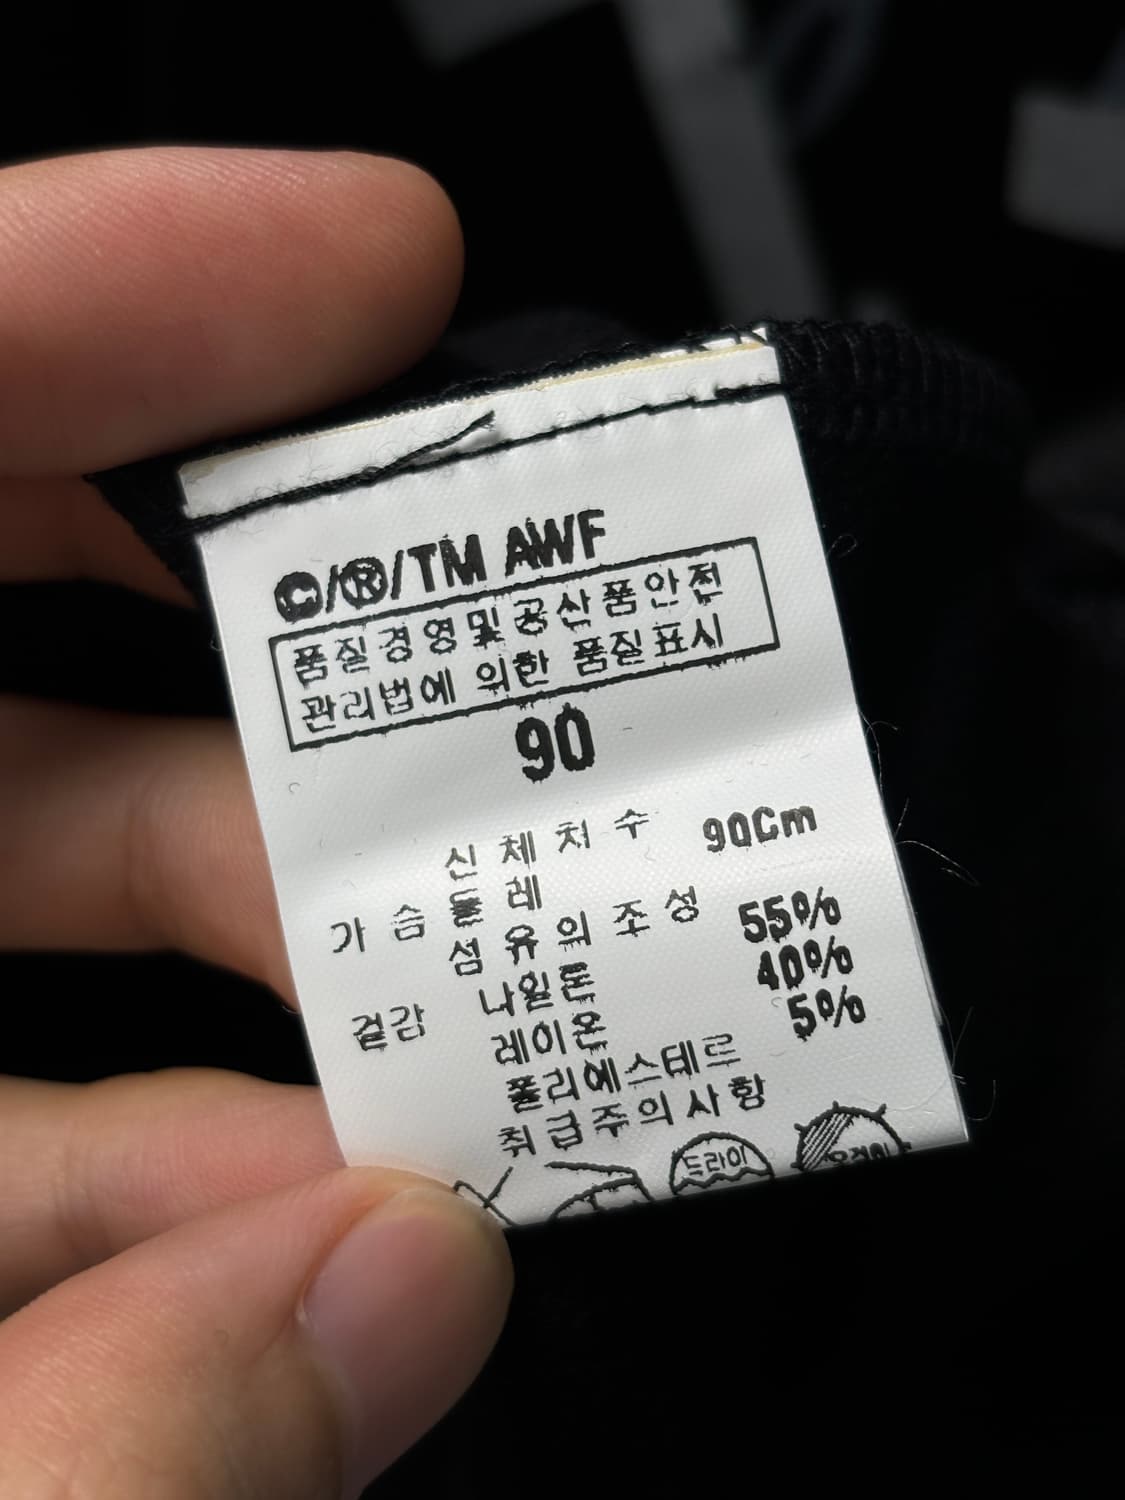 ©/®/TM AWF
품질경영및공산품안전
관리법에 의한 품질표시
90
신체처수
가슴둘레 90Cm
섬유의조성
겉감 나일론 55%
레이온 40%
폴리에스테르 5%
취급주의사항
드라이